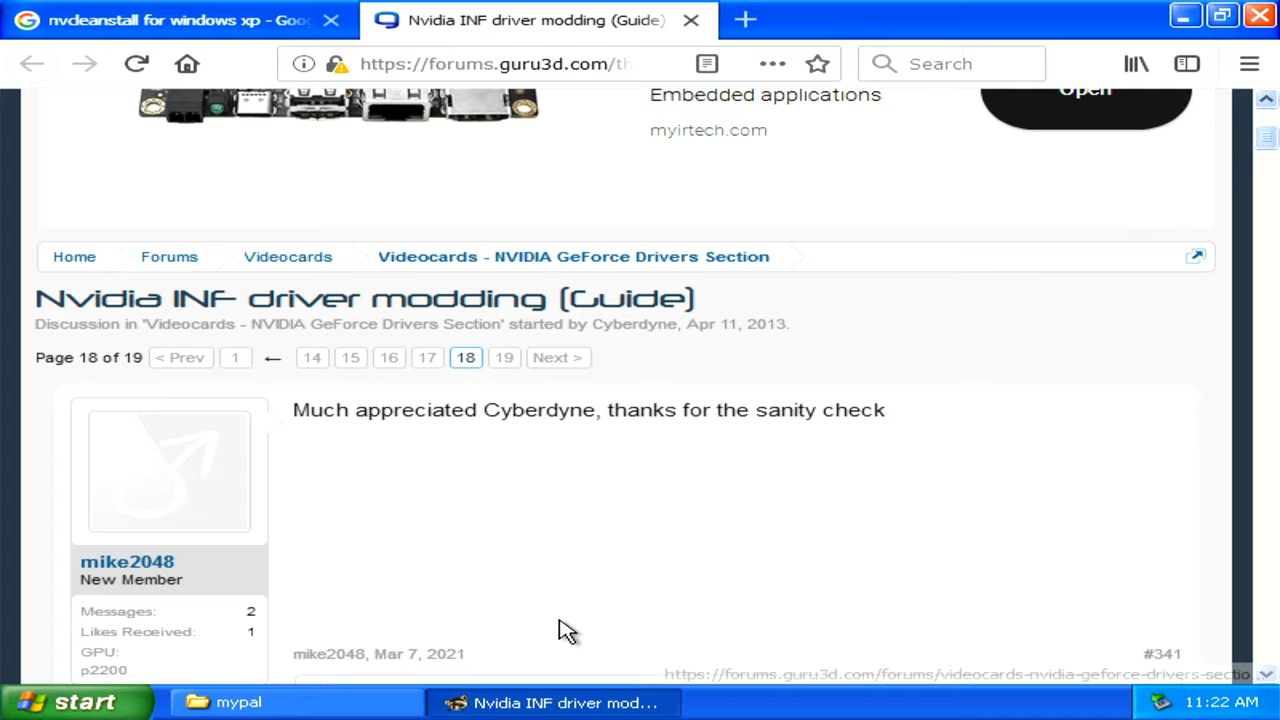 nvcleanstall for windows xp - Goo
Nvidia INF driver modding (Guide)
https://forums.guru3d.com/th
Search
Embedded applications
Open
myirtech.com
Home
Forums
Videocards
Videocards - NVIDIA GeForce Drivers Section
Nvidia INF driver modding (Guide)
Discussion in 'Videocards - NVIDIA GeForce Drivers Section' started by Cyberdyne, Apr 11, 2013.
Page 18 of 19 < Prev 1 ← 14 15 16 17 18 19 Next >
Much appreciated Cyberdyne, thanks for the sanity check
mike2048
New Member
Messages: 2
Likes Received: 1
GPU:
p2200
mike2048, Mar 7, 2021 #341
https://forums.guru3d.com/forums/videocards-nvidia-geforce-drivers-sectio
start mypal Nvidia INF driver mod... 11:22 AM